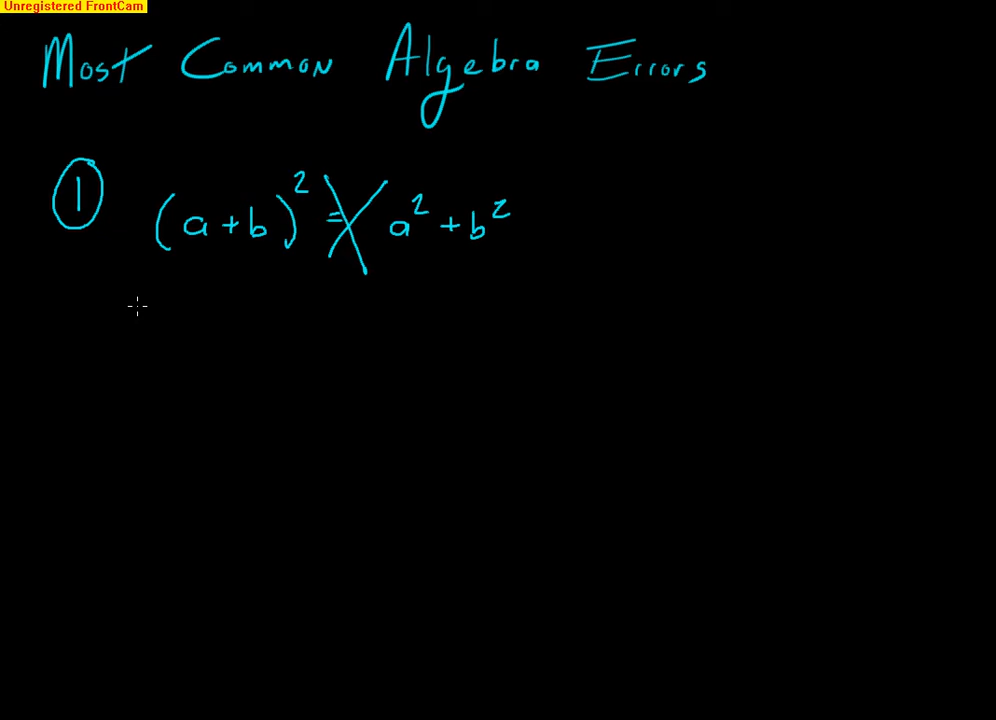 Unregistered FrontCam
Most Common Algebra Errors
① (a+b)² = a² + b²